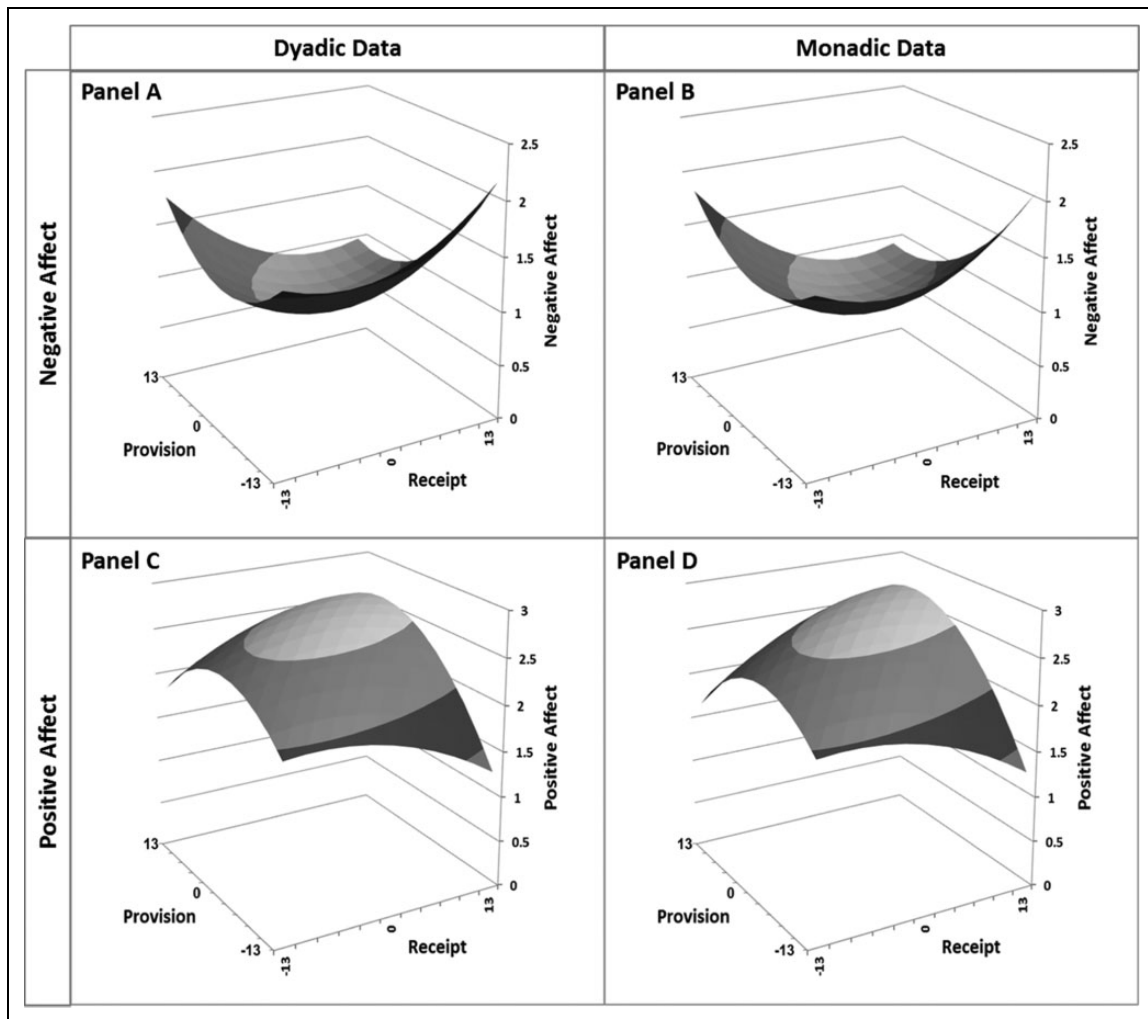 Dyadic Data
Monadic Data
Negative Affect
Panel A
2.5
2
1.5
1
0.5
0
Negative Affect
13
0
-13
Provision
-13
0
13
Receipt
Panel B
2.5
2
1.5
1
0.5
0
Negative Affect
13
0
-13
Provision
-13
0
13
Receipt
Positive Affect
Panel C
3
2.5
2
1.5
1
0.5
0
Positive Affect
13
0
-13
Provision
-13
0
13
Receipt
Panel D
3
2.5
2
1.5
1
0.5
0
Positive Affect
13
0
-13
Provision
-13
0
13
Receipt